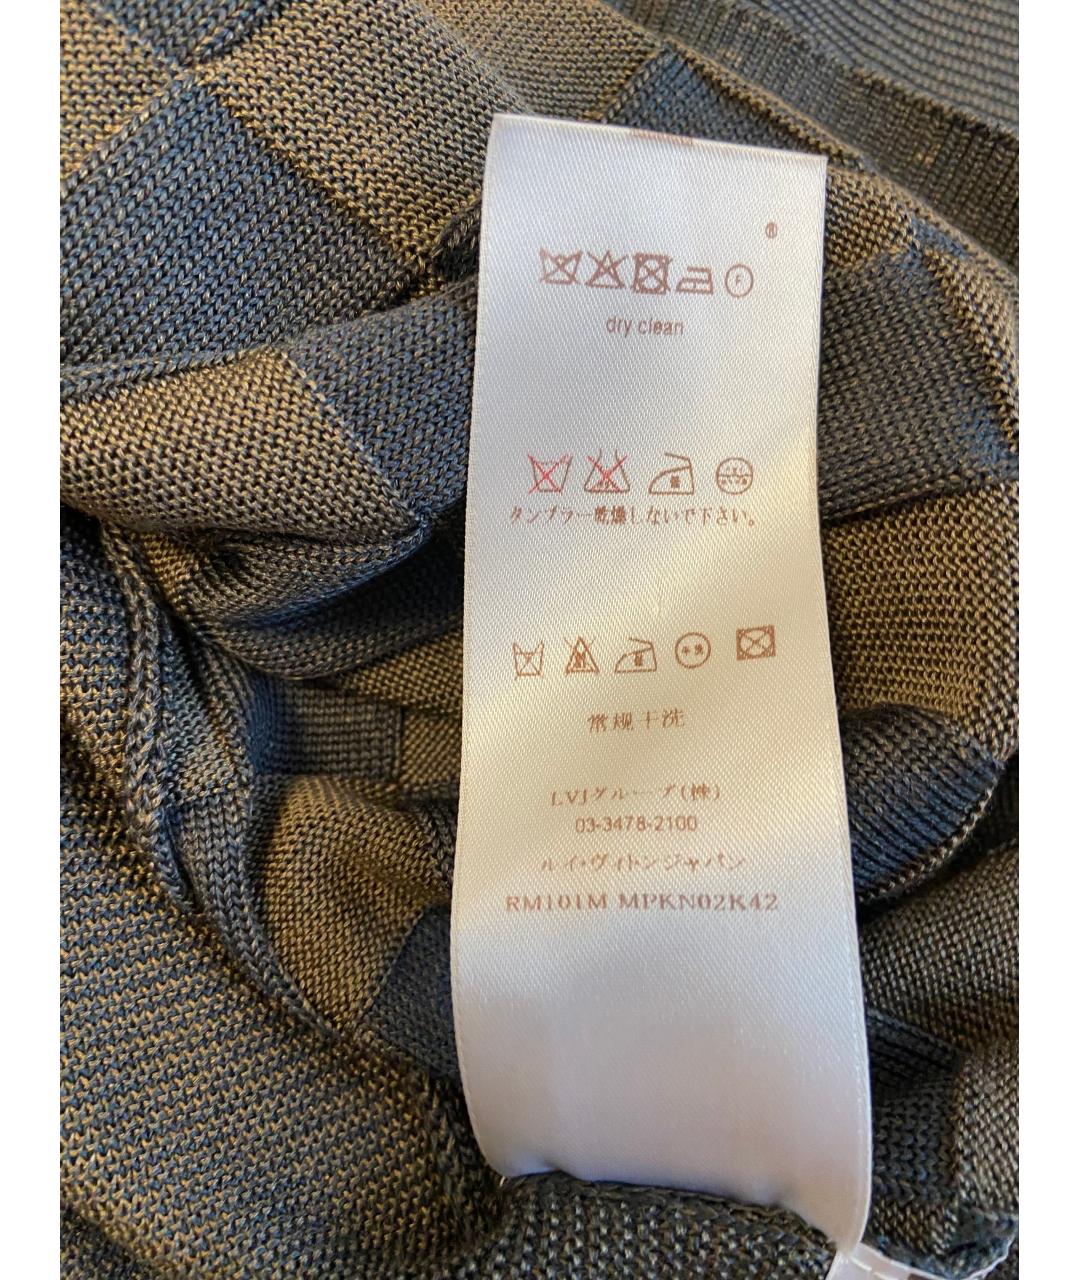 ®
F
dry clean
タンブラー乾燥しないで下さい。
常规干洗
LVJグループ(株)
03-3478-2100
ルイ・ヴィトンジャパン
RM101M MPKN02K42